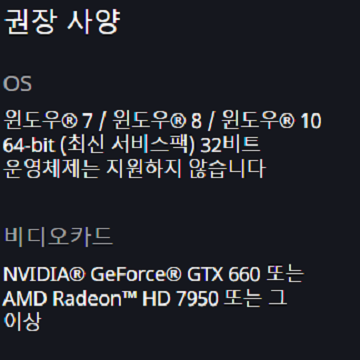 권장 사양
OS
윈도우® 7 / 윈도우® 8 / 윈도우® 10
64-bit (최신 서비스팩) 32비트
운영체제는 지원하지 않습니다
비디오카드
NVIDIA® GeForce® GTX 660 또는
AMD Radeon™ HD 7950 또는 그
이상